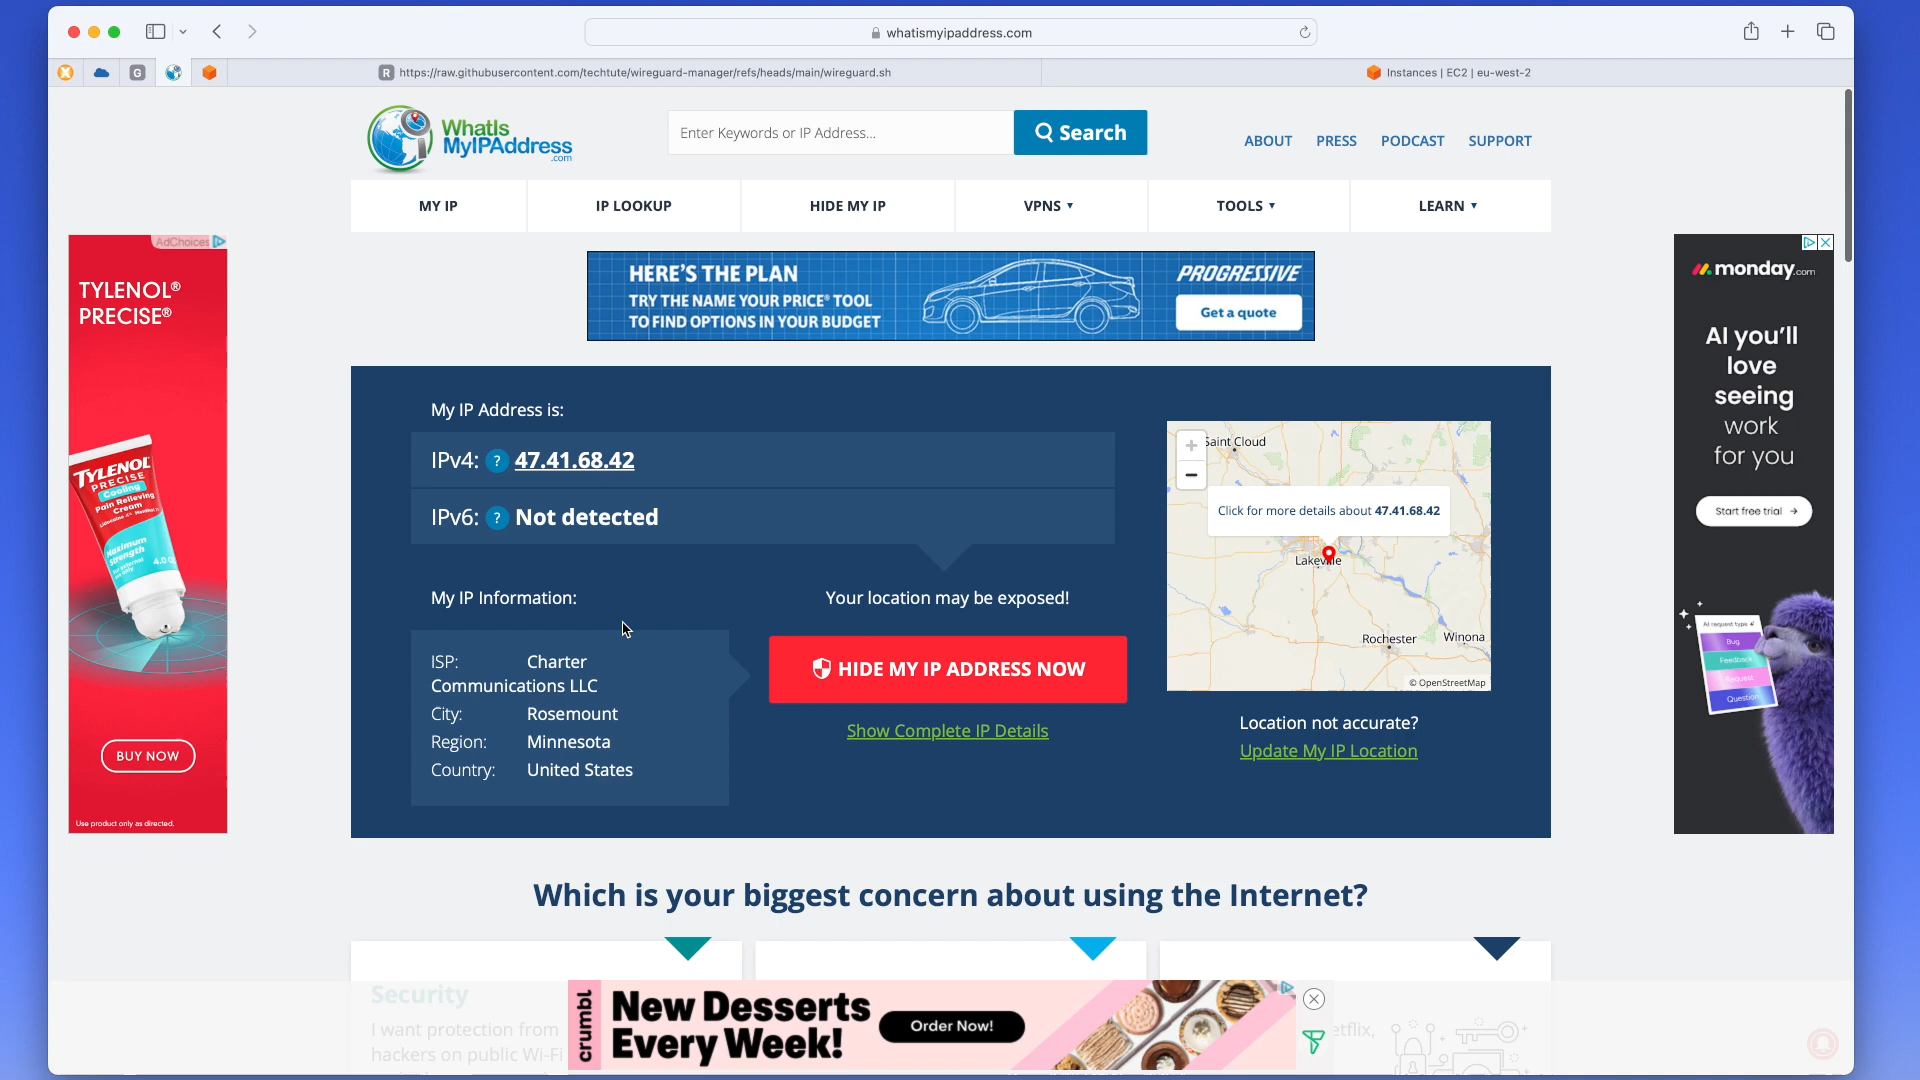 whatismyipaddress.com
G
R https://raw.githubusercontent.com/techtute/wireguard-manager/refs/heads/main/wireguard.sh
Instances | EC2 | eu-west-2
WhatIs
MyIPAddress
.com
Enter Keywords or IP Address...
Search
ABOUT PRESS PODCAST SUPPORT
MY IP IP LOOKUP HIDE MY IP VPNS ▾ TOOLS ▾ LEARN ▾
AdChoices
TYLENOL®
PRECISE®
TYLENOL
PRECISE
Cooling
Pain Relieving
Cream
Maximum
Strength
4.0
BUY NOW
Use product only as directed.
HERE'S THE PLAN
TRY THE NAME YOUR PRICE® TOOL
TO FIND OPTIONS IN YOUR BUDGET
PROGRESSIVE
Get a quote
monday.com
AI you'll
love
seeing
work
for you
Start free trial →
AI request type
Bug
Feedback
Request
Question
My IP Address is:
IPv4: ? 47.41.68.42
IPv6: ? Not detected
My IP Information:
ISP: Charter
Communications LLC
City: Rosemount
Region: Minnesota
Country: United States
Your location may be exposed!
HIDE MY IP ADDRESS NOW
Show Complete IP Details
+
−
Saint Cloud
Click for more details about 47.41.68.42
Lakeville
Rochester
Winona
© OpenStreetMap
Location not accurate?
Update My IP Location
Which is your biggest concern about using the Internet?
Security
I want protection from
hackers on public Wi-Fi
etflix,
crumbl
New Desserts
Every Week!
Order Now!